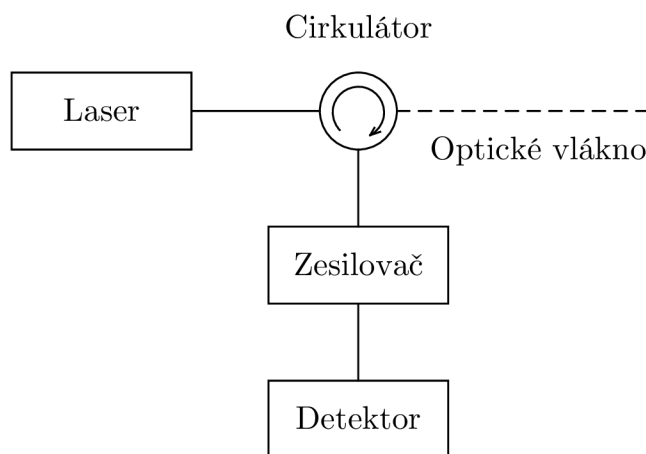 Cirkulátor
Laser
Optické vlákno
Zesilovač
Detektor